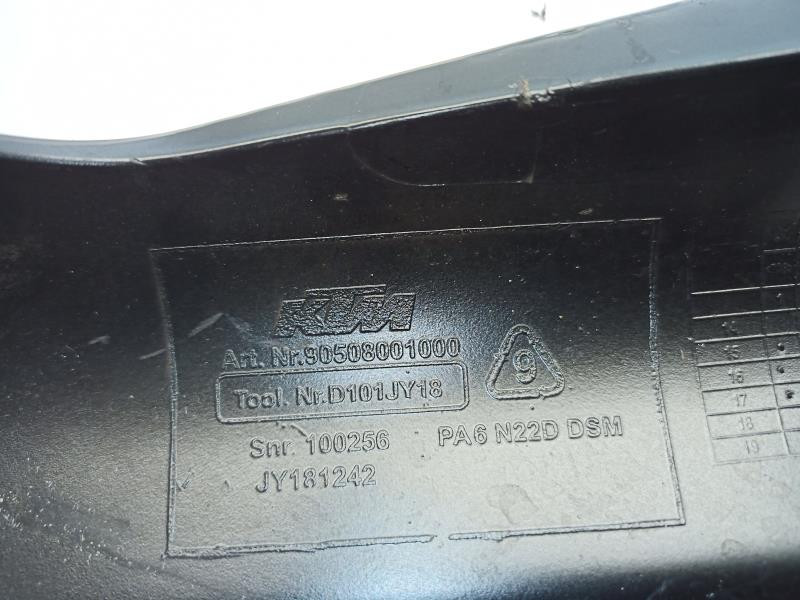 KTM
Art. Nr.90508001000
Tool. Nr.D101JY18
9
Snr. 100256
PA6 N22D DSM
JY181242
14
15
16
17
18
19